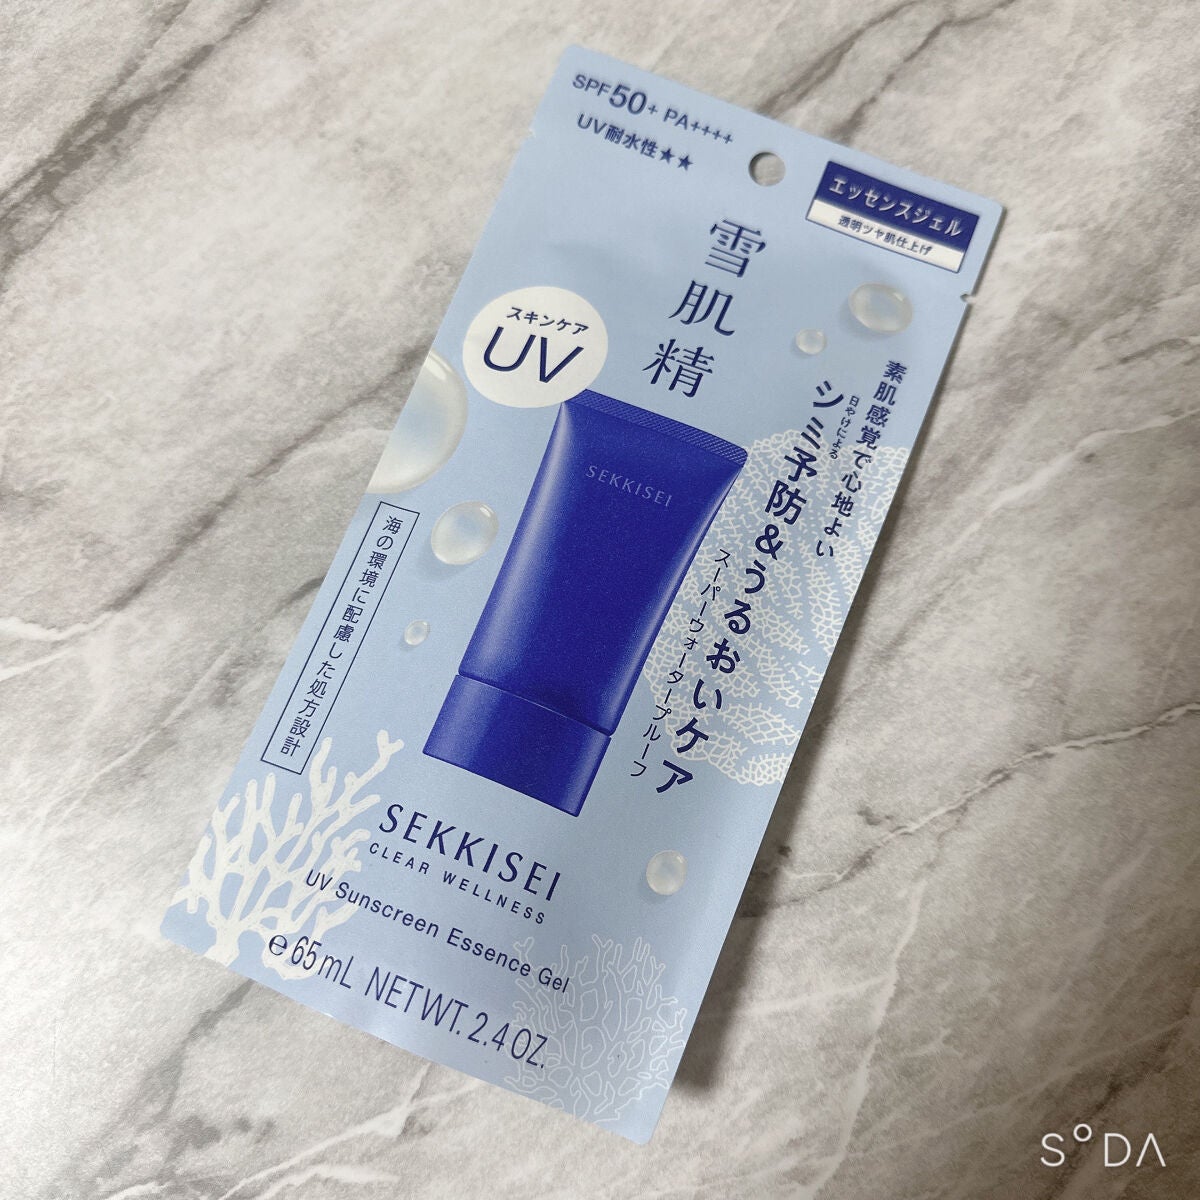 SPF50+ PA++++
UV耐水性★★
エッセンスジェル
透明ツヤ肌仕上げ
雪肌精
スキンケア
UV
素肌感覚で心地よい
日やけによる
シミ予防&うるおいケア
スーパーウォータープルーフ
SEKKISEI
海の環境に配慮した処方設計
SEKKISEI
CLEAR WELLNESS
UV Sunscreen Essence Gel
℮65mL NETWT.2.4OZ.
SODA